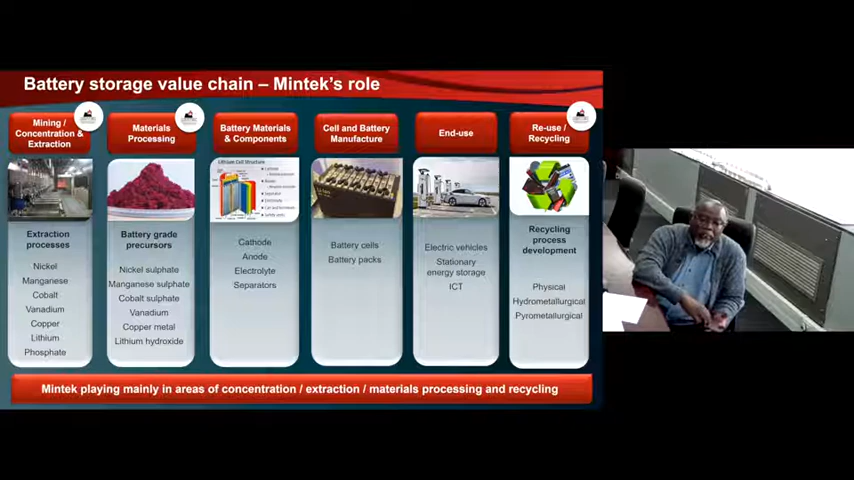 Battery storage value chain – Mintek's role
Mining /
Concentration &
Extraction
Materials
Processing
Battery Materials
& Components
Cell and Battery
Manufacture
End-use
Re-use /
Recycling
Lithium Cell Structure
Extraction
processes
Nickel
Manganese
Cobalt
Vanadium
Copper
Lithium
Phosphate
Battery grade
precursors
Nickel sulphate
Manganese sulphate
Cobalt sulphate
Vanadium
Copper metal
Lithium hydroxide
Cathode
Anode
Electrolyte
Separators
Battery cells
Battery packs
Electric vehicles
Stationary
energy storage
ICT
Recycling
process
development
Physical
Hydrometallurgical
Pyrometallurgical
Mintek playing mainly in areas of concentration / extraction / materials processing and recycling